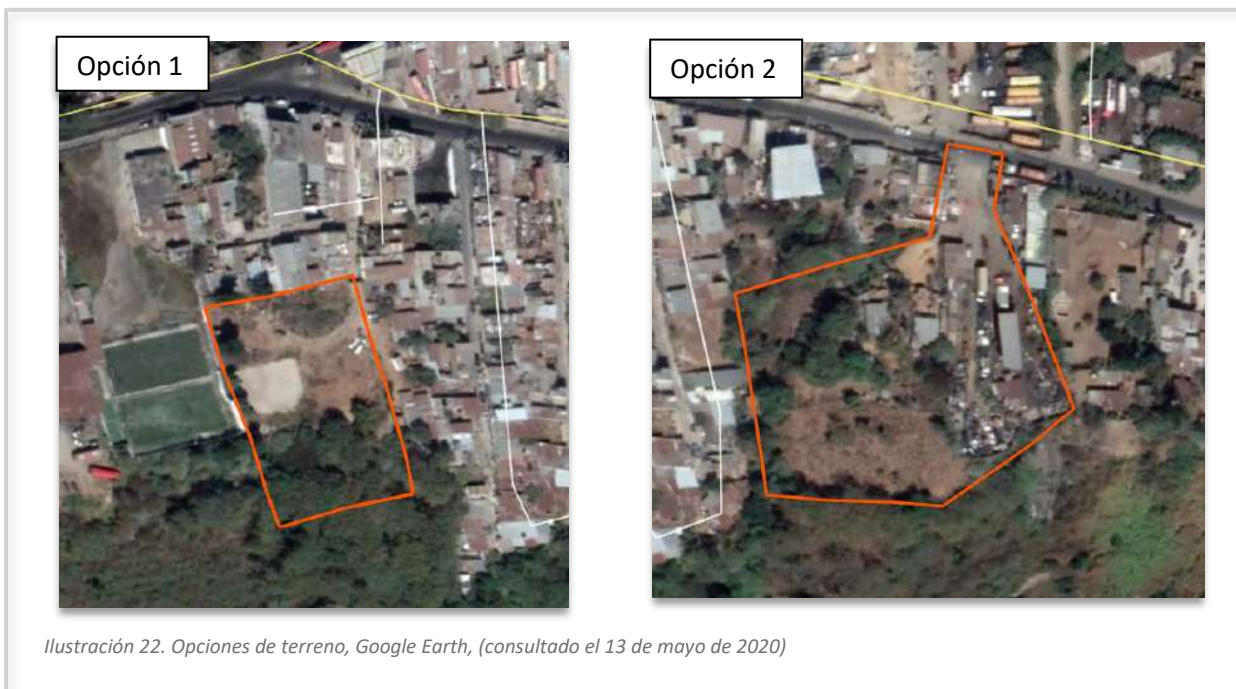 Opción 1
Opción 2
Ilustración 22. Opciones de terreno, Google Earth, (consultado el 13 de mayo de 2020)